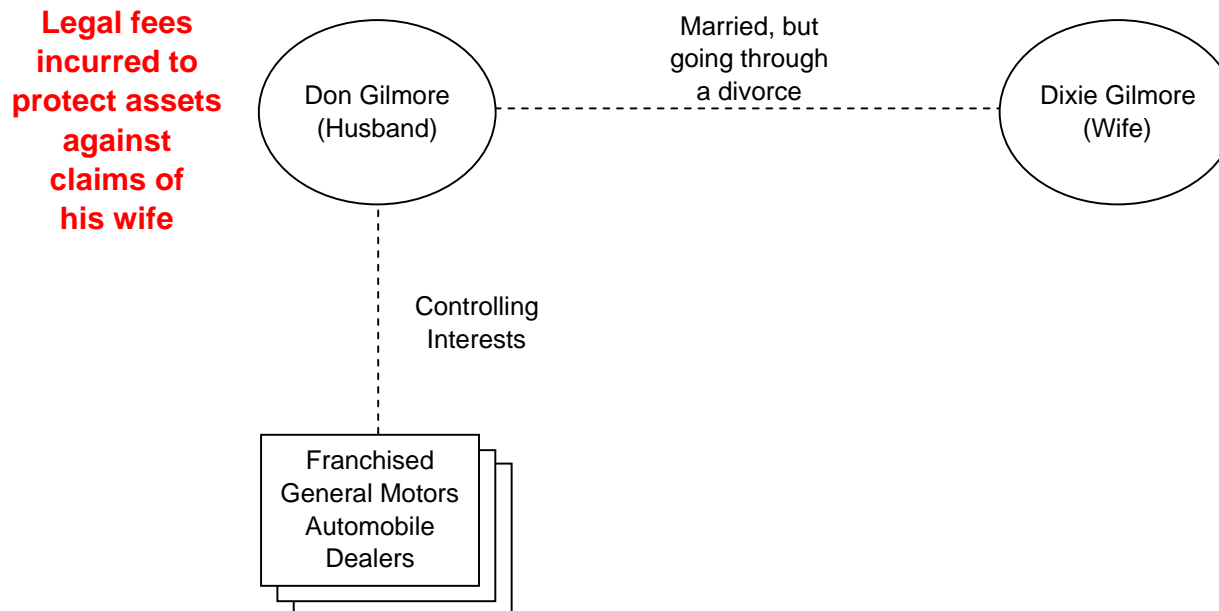 Legal fees
incurred to
protect assets
against
claims of
his wife
Don Gilmore
(Husband)
Married, but
going through
a divorce
Dixie Gilmore
(Wife)
Controlling
Interests
Franchised
General Motors
Automobile
Dealers